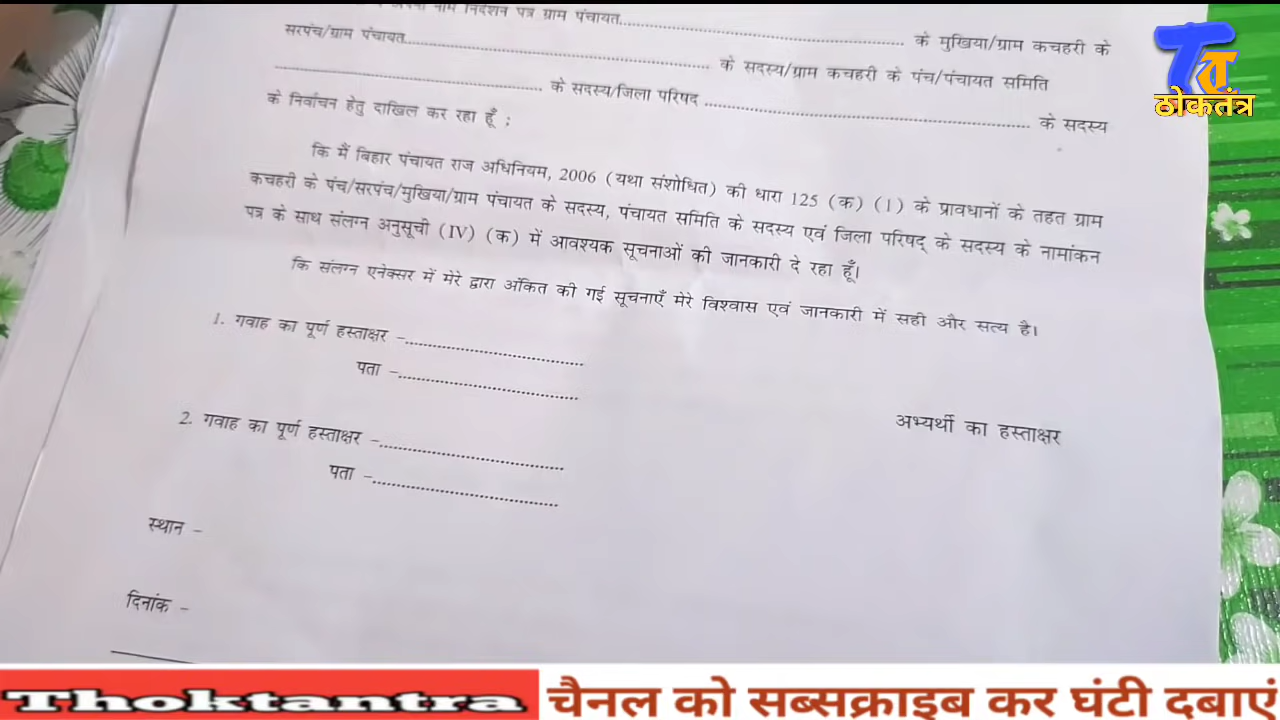 नाम निर्देशन पत्र ग्राम पंचायत.................................................. के मुखिया/ग्राम कचहरी के
सरपंच/ग्राम पंचायत.................................................. के सदस्य/ग्राम कचहरी के पंच/पंचायत समिति
.................................................. के सदस्य/जिला परिषद .................................................. के सदस्य
के निर्वाचन हेतु दाखिल कर रहा हूँ ;
कि मैं बिहार पंचायत राज अधिनियम, 2006 (यथा संशोधित) की धारा 125 (क) (1) के प्रावधानों के तहत ग्राम
कचहरी के पंच/सरपंच/मुखिया/ग्राम पंचायत के सदस्य, पंचायत समिति के सदस्य एवं जिला परिषद् के सदस्य के नामांकन
पत्र के साथ संलग्न अनुसूची (IV) (क) में आवश्यक सूचनाओं की जानकारी दे रहा हूँ।
कि संलग्न एनेक्सर में मेरे द्वारा अंकित की गई सूचनाएँ मेरे विश्वास एवं जानकारी में सही और सत्य है।
1. गवाह का पूर्ण हस्ताक्षर –..................................
पता –..................................
अभ्यर्थी का हस्ताक्षर
2. गवाह का पूर्ण हस्ताक्षर –..................................
पता –..................................
स्थान –
दिनांक –
TT
ठोकतंत्र
Thoktantra चैनल को सब्सक्राइब कर घंटी दबाएं